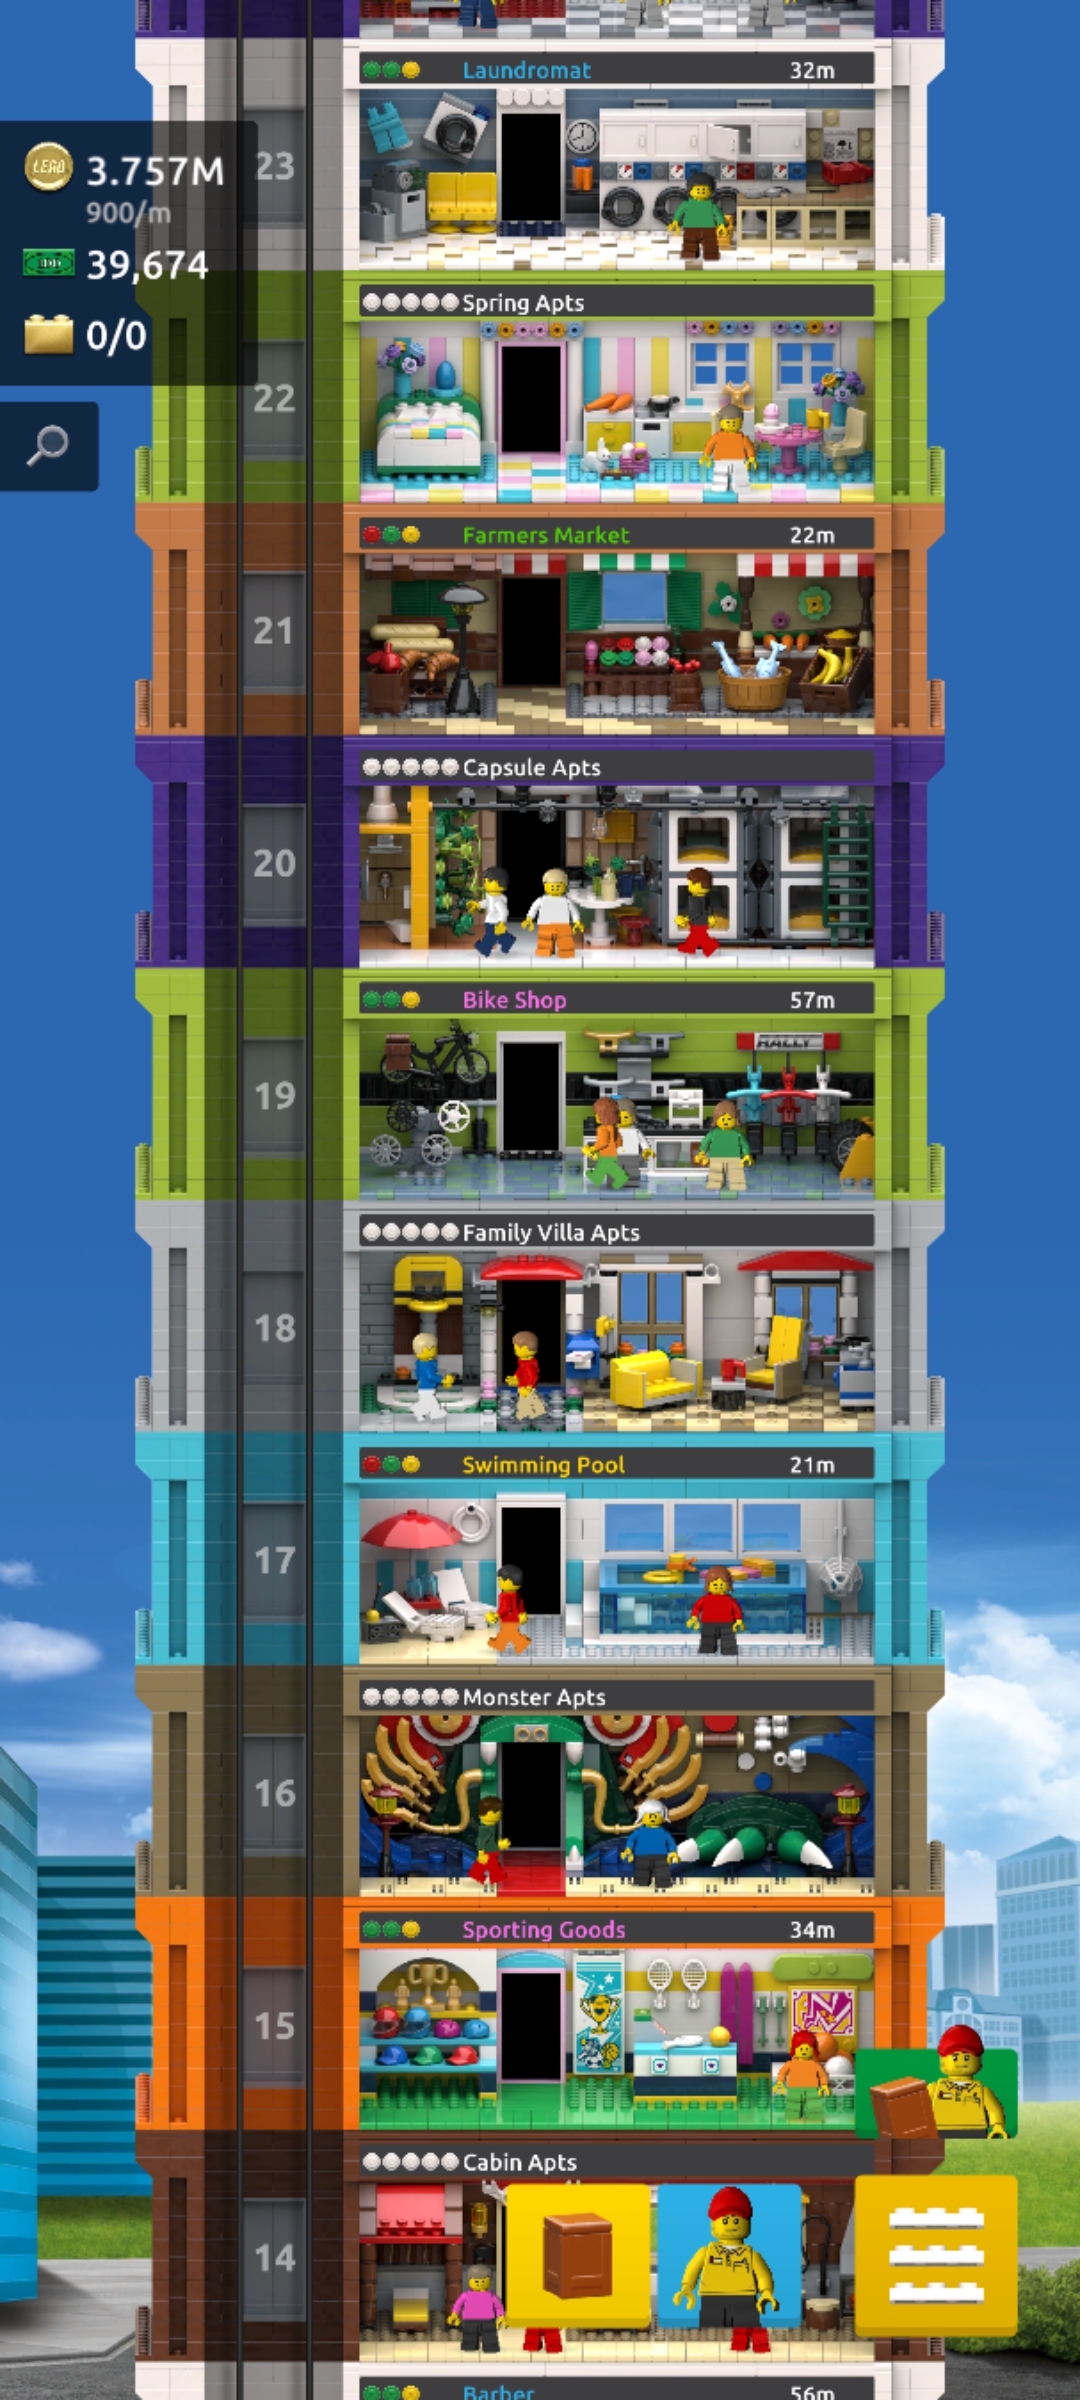 Laundromat 32m
23
LEGO 3.757M
900/m
39,674
0/0
Spring Apts
22
Farmers Market 22m
21
Capsule Apts
20
Bike Shop 57m
RALLY
19
Family Villa Apts
18
Swimming Pool 21m
17
Monster Apts
16
Sporting Goods 34m
15
Cabin Apts
14
Barber 56m